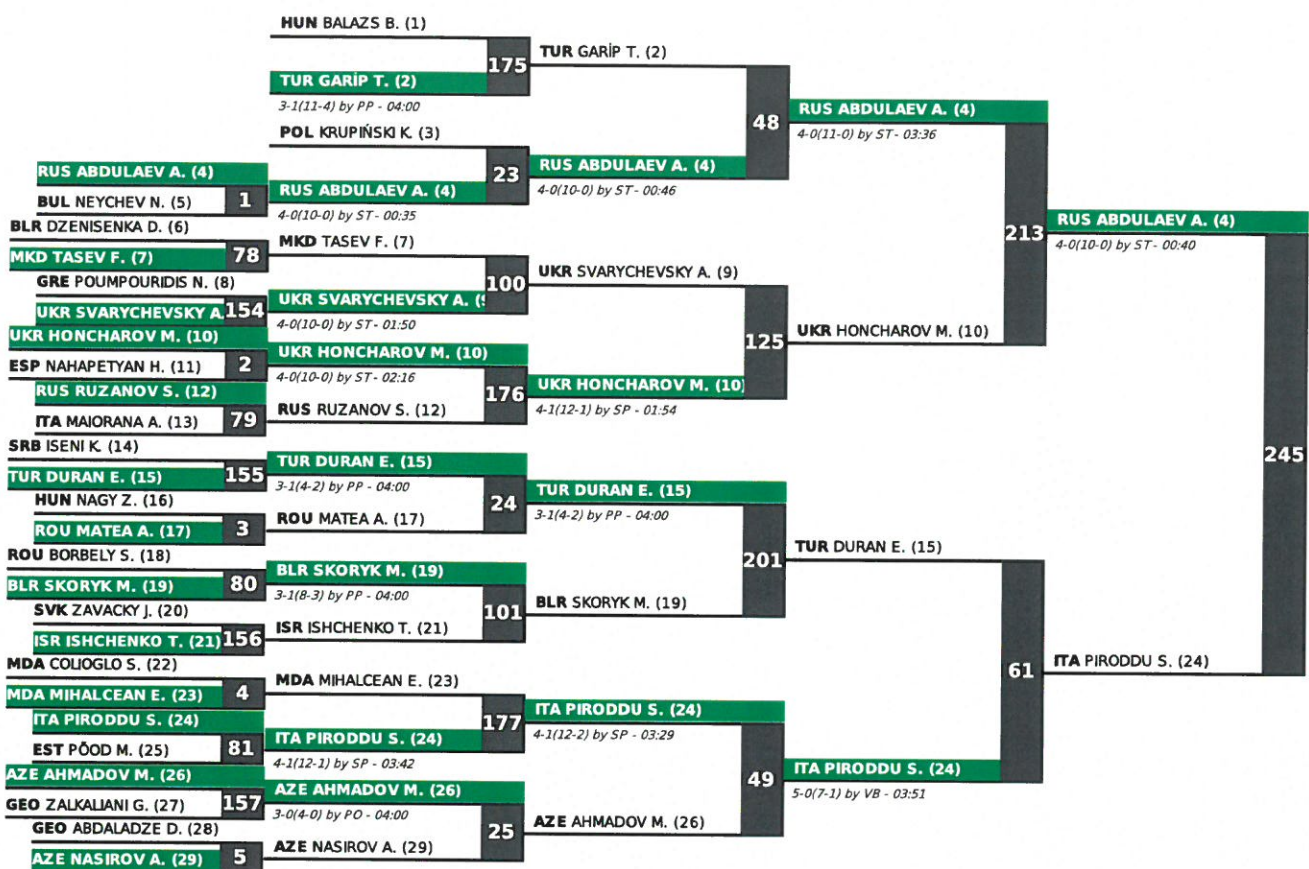 HUN BALAZS B. (1)
175
TUR GARİP T. (2)
TUR GARİP T. (2)
3-1(11-4) by PP - 04:00
48
RUS ABDULAEV A. (4)
4-0(11-0) by ST - 03:36
POL KRUPIŃSKI K. (3)
23
RUS ABDULAEV A. (4)
4-0(10-0) by ST - 00:46
RUS ABDULAEV A. (4)
BUL NEYCHEV N. (5)
1
RUS ABDULAEV A. (4)
4-0(10-0) by ST - 00:35
213
RUS ABDULAEV A. (4)
4-0(10-0) by ST - 00:40
BLR DZENISENKA D. (6)
MKD TASEV F. (7)
78
MKD TASEV F. (7)
100
UKR SVARYCHEVSKY A. (9)
GRE POUMPOURIDIS N. (8)
UKR SVARYCHEVSKY A.
154
UKR SVARYCHEVSKY A. (9
4-0(10-0) by ST - 01:50
125
UKR HONCHAROV M. (10)
UKR HONCHAROV M. (10)
ESP NAHAPETYAN H. (11)
2
UKR HONCHAROV M. (10)
4-0(10-0) by ST - 02:16
176
UKR HONCHAROV M. (10)
4-1(12-1) by SP - 01:54
RUS RUZANOV S. (12)
ITA MAIORANA A. (13)
79
RUS RUZANOV S. (12)
245
SRB ISENI K. (14)
TUR DURAN E. (15)
155
TUR DURAN E. (15)
3-1(4-2) by PP - 04:00
24
TUR DURAN E. (15)
3-1(4-2) by PP - 04:00
HUN NAGY Z. (16)
ROU MATEA A. (17)
3
ROU MATEA A. (17)
201
TUR DURAN E. (15)
ROU BORBELY S. (18)
BLR SKORYK M. (19)
80
BLR SKORYK M. (19)
3-1(8-3) by PP - 04:00
101
BLR SKORYK M. (19)
SVK ZAVACKY J. (20)
ISR ISHCHENKO T. (21)
156
ISR ISHCHENKO T. (21)
61
ITA PIRODDU S. (24)
MDA COLIOGLO S. (22)
MDA MIHALCEAN E. (23)
4
MDA MIHALCEAN E. (23)
177
ITA PIRODDU S. (24)
4-1(12-2) by SP - 03:29
ITA PIRODDU S. (24)
EST PÕOD M. (25)
81
ITA PIRODDU S. (24)
4-1(12-1) by SP - 03:42
49
ITA PIRODDU S. (24)
5-0(7-1) by VB - 03:51
AZE AHMADOV M. (26)
GEO ZALKALIANI G. (27)
157
AZE AHMADOV M. (26)
3-0(4-0) by PO - 04:00
25
AZE AHMADOV M. (26)
GEO ABDALADZE D. (28)
AZE NASIROV A. (29)
5
AZE NASIROV A. (29)